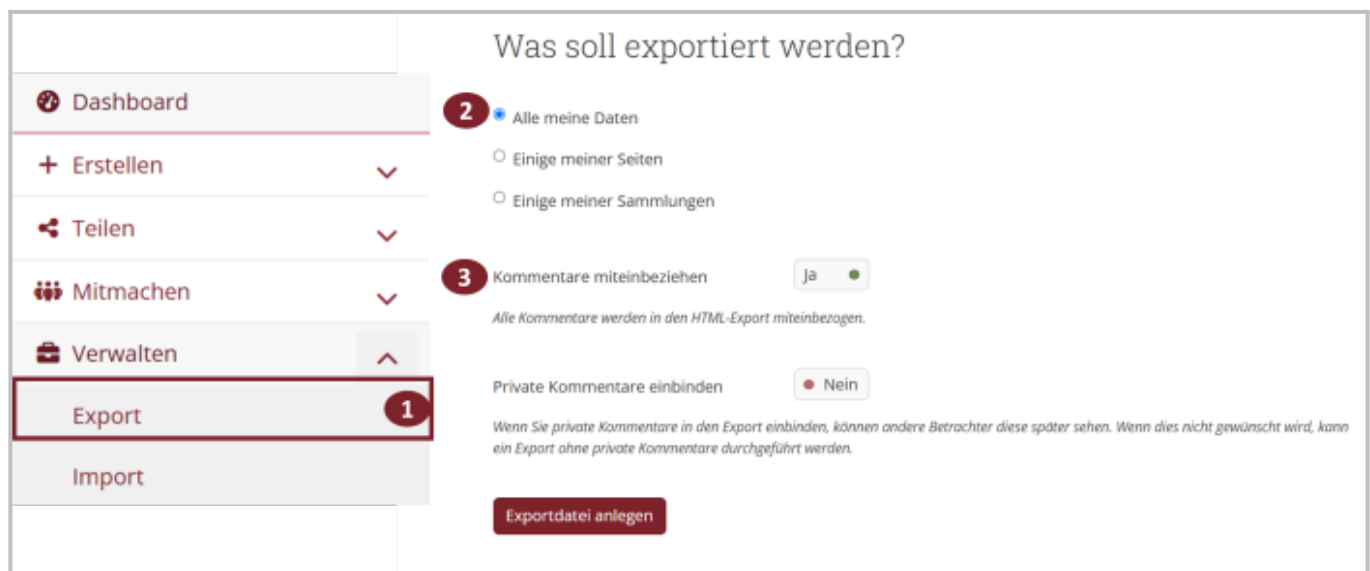 Dashboard
Erstellen
Teilen
Mitmachen
Verwalten
Export
1
Import
Was soll exportiert werden?
2
Alle meine Daten
Einige meiner Seiten
Einige meiner Sammlungen
3
Kommentare miteinbeziehen
Ja
Alle Kommentare werden in den HTML-Export miteinbezogen.
Private Kommentare einbinden
Nein
Wenn Sie private Kommentare in den Export einbinden, können andere Betrachter diese später sehen. Wenn dies nicht gewünscht wird, kann
ein Export ohne private Kommentare durchgeführt werden.
Exportdatei anlegen